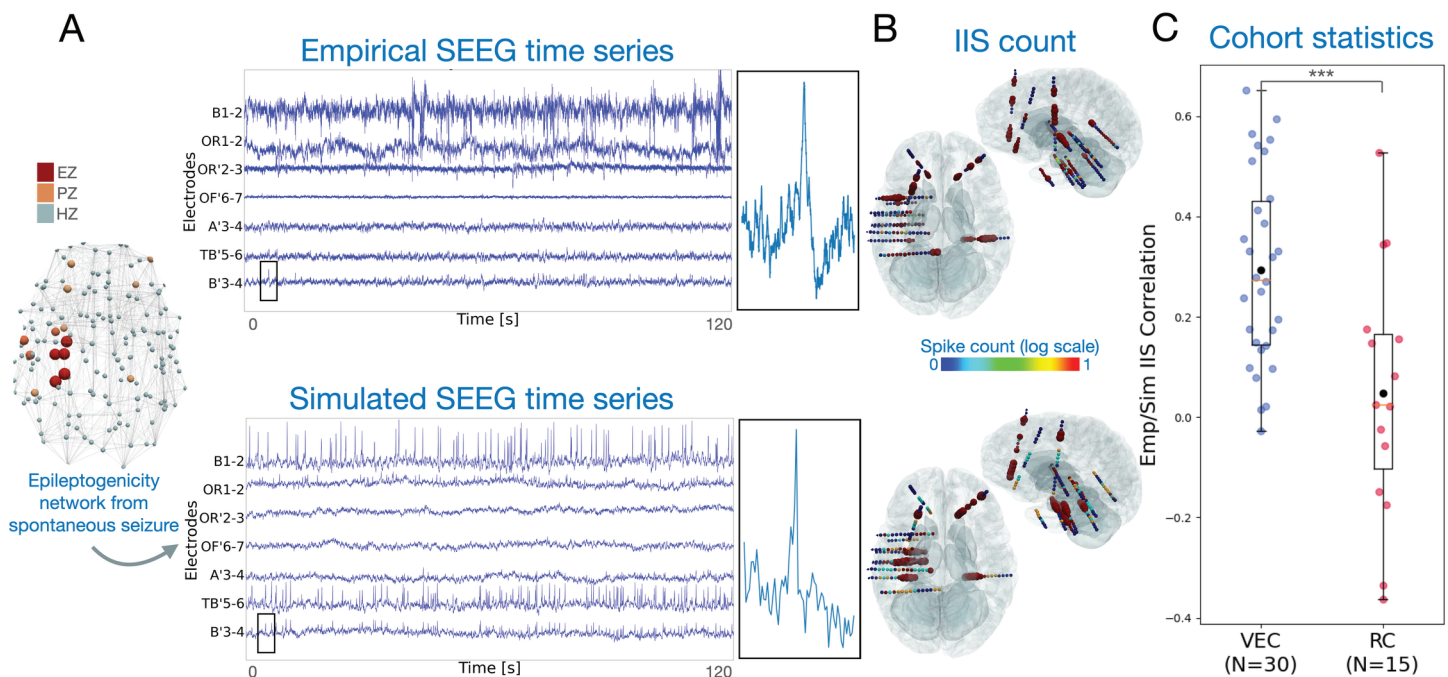 A
Empirical SEEG time series
EZ
PZ
HZ
Electrodes
B1-2
OR1-2
OR'2-3
OF'6-7
A'3-4
TB'5-6
B'3-4
0
Time [s]
120
Epileptogenicity
network from
spontaneous seizure
Simulated SEEG time series
Electrodes
B1-2
OR1-2
OR'2-3
OF'6-7
A'3-4
TB'5-6
B'3-4
0
Time [s]
120
B
IIS count
Spike count (log scale)
0
1
C
Cohort statistics
***
Emp/Sim IIS Correlation
0.6
0.4
0.2
0.0
−0.2
−0.4
VEC
(N=30)
RC
(N=15)